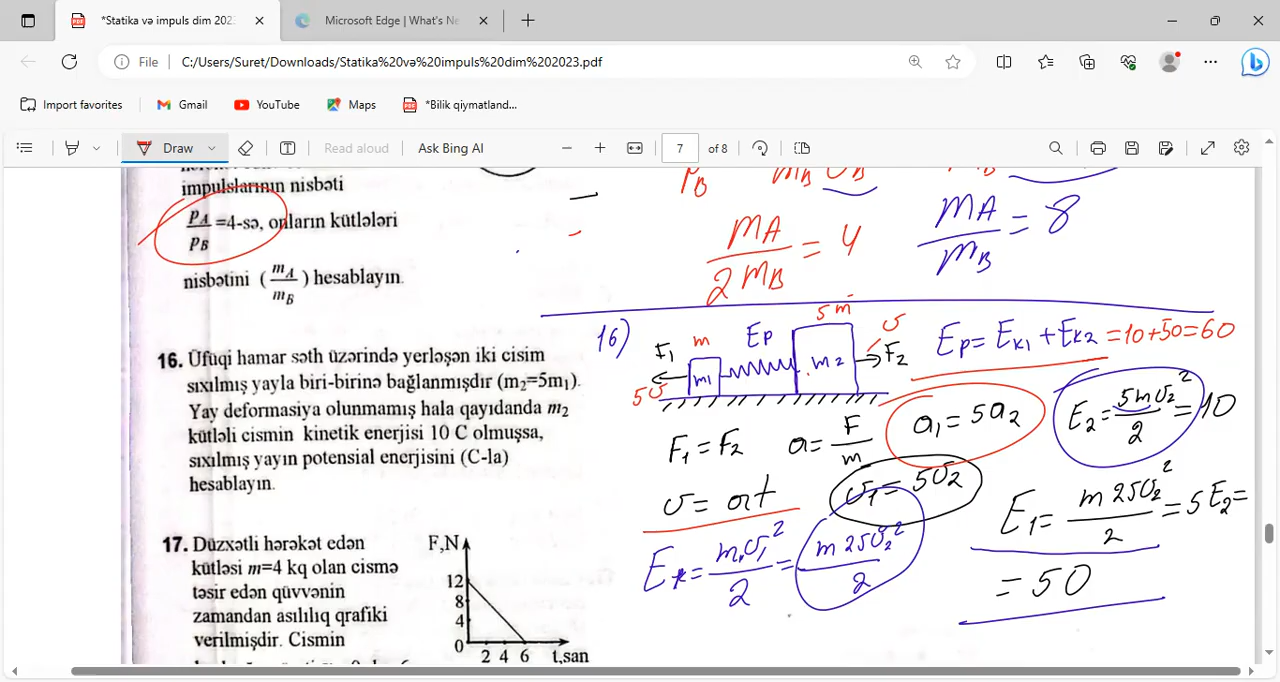 *Statika və impuls dim 202
Microsoft Edge | What's Ne
File C:/Users/Suret/Downloads/Statika%20və%20impuls%20dim%202023.pdf
Import favorites Gmail YouTube Maps *Bilik qiymatland...
Draw Read aloud Ask Bing AI 7 of 8
impulslarının nisbəti
pA/pB =4-sə, onların kütlələri
nisbətini (mA/mB) hesablayın.
16. Üfüqi hamar səth üzərində yerləşən iki cisim
sıxılmış yayla biri-birinə bağlanmışdır (m₂=5m₁).
Yay deformasiya olunmamış hala qayıdanda m₂
kütləli cismin kinetik enerjisi 10 C olmuşsa,
sıxılmış yayın potensial enerjisini (C-la)
hesablayın.
17. Düzxətli hərəkət edən
kütləsi m=4 kq olan cismə
təsir edən qüvvənin
zamandan asılılıq qrafiki
verilmişdir. Cismin
F,N
12
8
4
0
2 4 6 t,san
PB mB υB
mA/2mB = 4
mA/mB = 8
16)
F₁ m Ep 5m υ
5υ m₁ m₂ F₂
Ep = Ek₁ + Ek₂ = 10+50=60
F₁ = F₂ a = F/m a₁ = 5a₂ E₂ = 5mυ₂²/2 = 10
υ = at υ₁ = 5υ₂ E₁ = m25υ₂²/2 = 5E₂ =
Ek = m₁υ₁²/2 = m25υ₂²/2
= 50